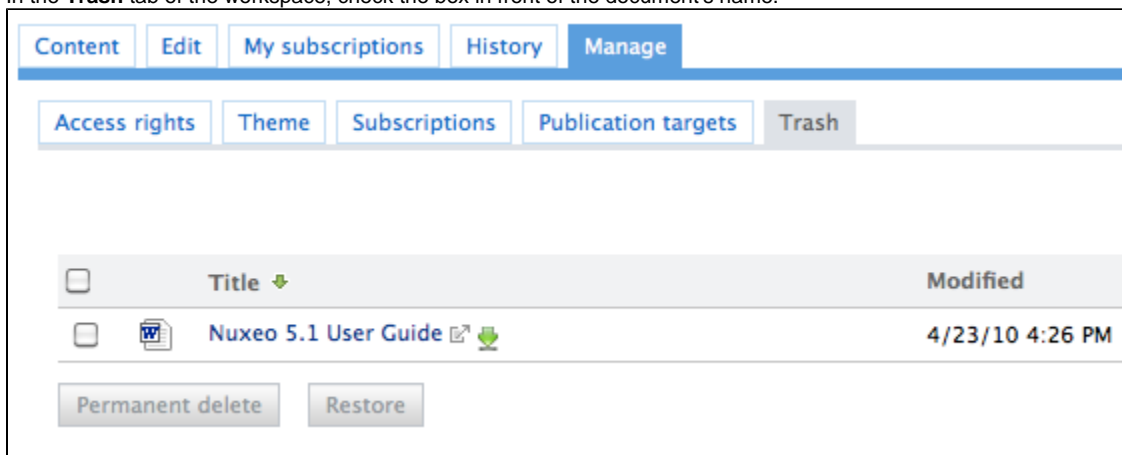 In the Trash tab of the workspace, check the box in front of the document's name.
Content Edit My subscriptions History Manage
Access rights Theme Subscriptions Publication targets Trash
Title Modified
Nuxeo 5.1 User Guide 4/23/10 4:26 PM
Permanent delete Restore